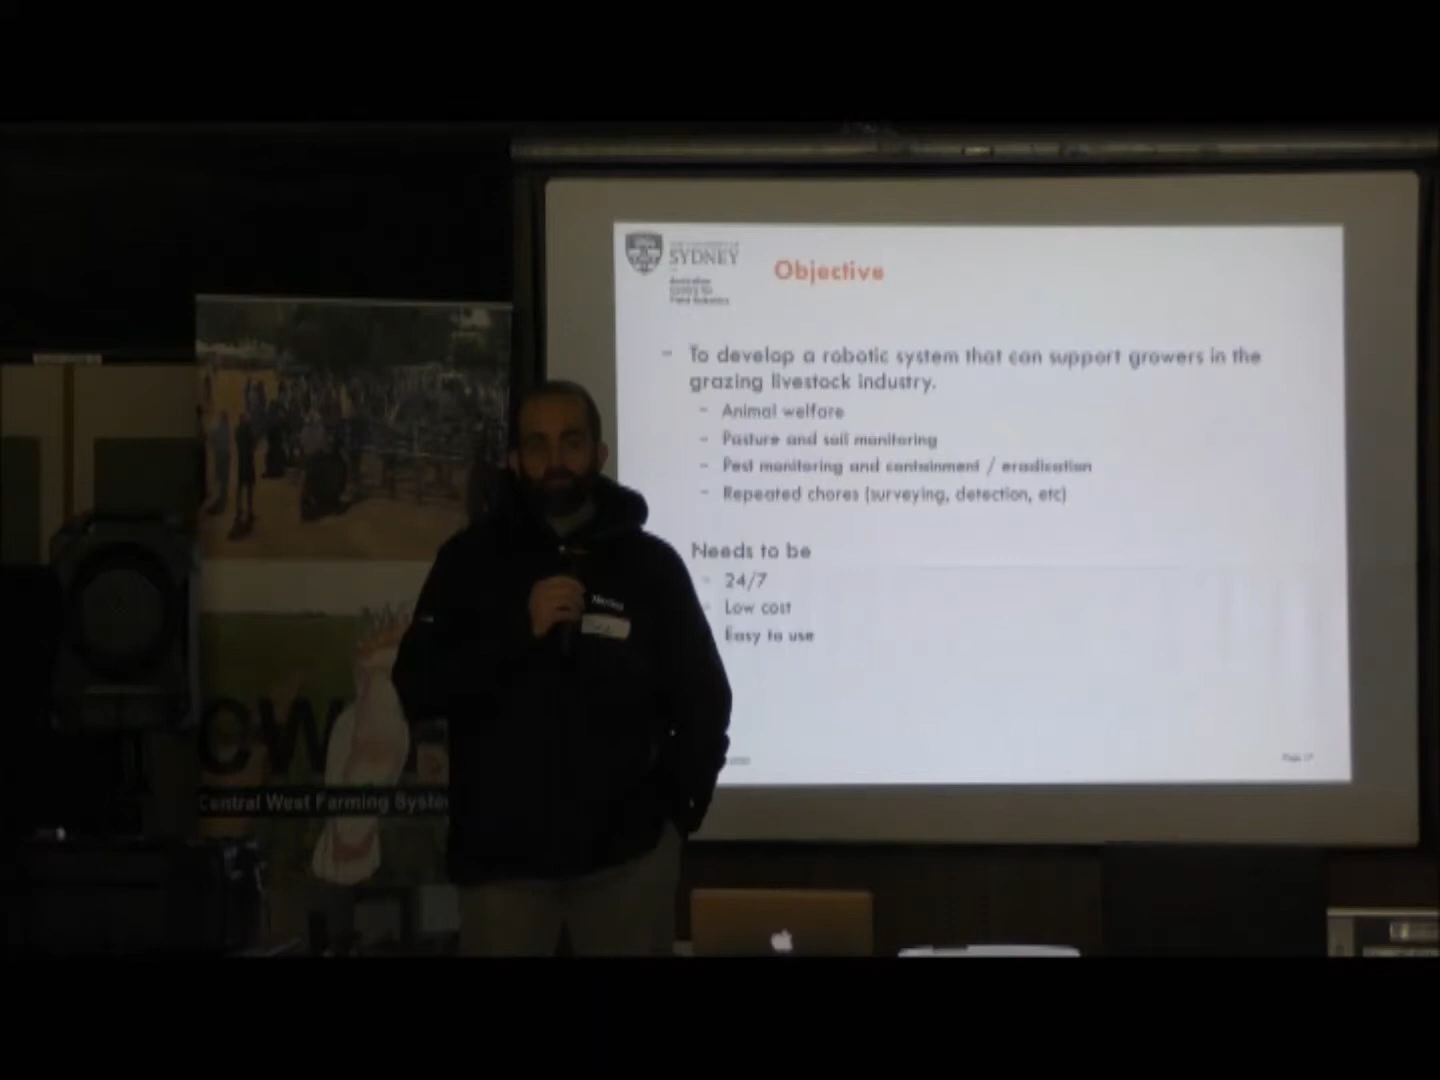 SYDNEY
Objective
- To develop a robotic system that can support growers in the
grazing livestock industry.
- Animal welfare
- Pasture and soil monitoring
- Pest monitoring and containment / eradication
- Repeated chores (surveying, detection, etc)
Needs to be
- 24/7
- Low cost
Easy to use
CW
Central West Farming Syste